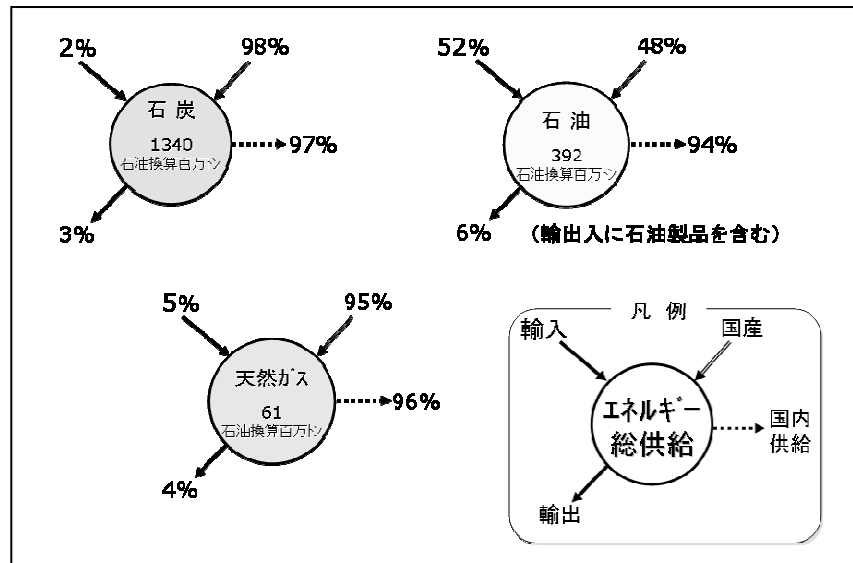 2%
98%
石 炭
1340
石油換算百万トン
97%
3%
52%
48%
石 油
392
石油換算百万トン
94%
6%
(輸出入に石油製品を含む)
5%
95%
天然ガス
61
石油換算百万トン
96%
4%
凡 例
輸入
国産
エネルギー
総供給
国内
供給
輸出